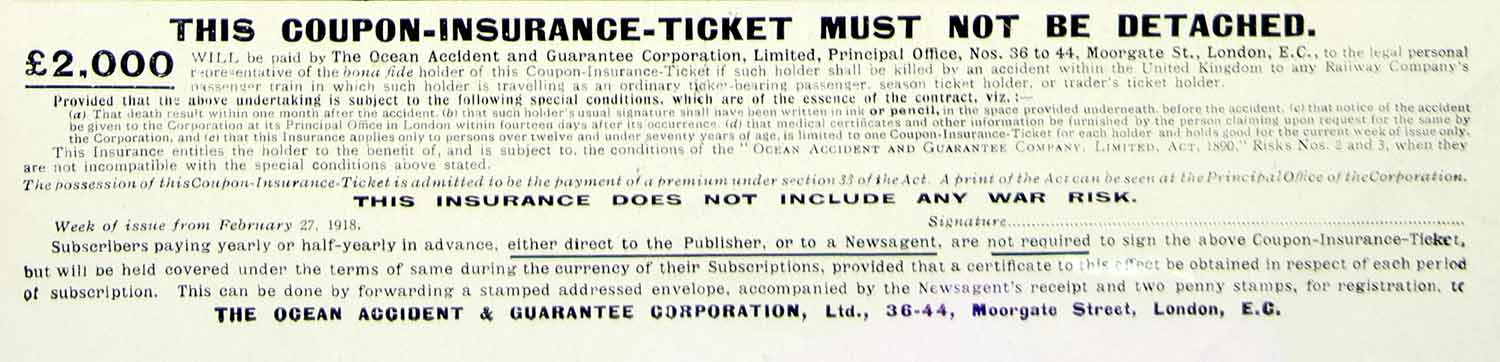 THIS COUPON-INSURANCE-TICKET MUST NOT BE DETACHED.
£2,000 WILL be paid by The Ocean Accident and Guarantee Corporation, Limited, Principal Office, Nos. 36 to 44, Moorgate St., London, E.C., to the legal personal
representative of the bona fide holder of this Coupon-Insurance-Ticket if such holder shall be killed by an accident within the United Kingdom to any Railway Company's
passenger train in which such holder is travelling as an ordinary ticket-bearing passenger, season ticket holder, or trader's ticket holder.
Provided that the above undertaking is subject to the following special conditions, which are of the essence of the contract, viz. :—
(a) That death result within one month after the accident, (b) that such holder's usual signature shall have been written in ink or pencil, in the space provided underneath, before the accident, (c) that notice of the accident
be given to the Corporation at its Principal Office in London within fourteen days after its occurrence, (d) that medical certificates and other information be furnished by the person claiming upon request for the same by
the Corporation, and (e) that this Insurance applies only to persons over twelve and under seventy years of age, is limited to one Coupon-Insurance-Ticket for each holder and holds good for the current week of issue only.
This Insurance entitles the holder to the benefit of, and is subject to, the conditions of the "OCEAN ACCIDENT AND GUARANTEE COMPANY, LIMITED, ACT, 1890," Risks Nos. 2 and 3, when they
are not incompatible with the special conditions above stated.
The possession of this Coupon-Insurance-Ticket is admitted to be the payment of a premium under section 33 of the Act. A print of the Act can be seen at the Principal Office of the Corporation.
THIS INSURANCE DOES NOT INCLUDE ANY WAR RISK.
Week of issue from February 27, 1918. Signature..........
Subscribers paying yearly or half-yearly in advance, either direct to the Publisher, or to a Newsagent, are not required to sign the above Coupon-Insurance-Ticket,
but will be held covered under the terms of same during the currency of their Subscriptions, provided that a certificate to this effect be obtained in respect of each period
of subscription. This can be done by forwarding a stamped addressed envelope, accompanied by the Newsagent's receipt and two penny stamps, for registration, to
THE OCEAN ACCIDENT & GUARANTEE CORPORATION, Ltd., 36-44, Moorgate Street, London, E.C.